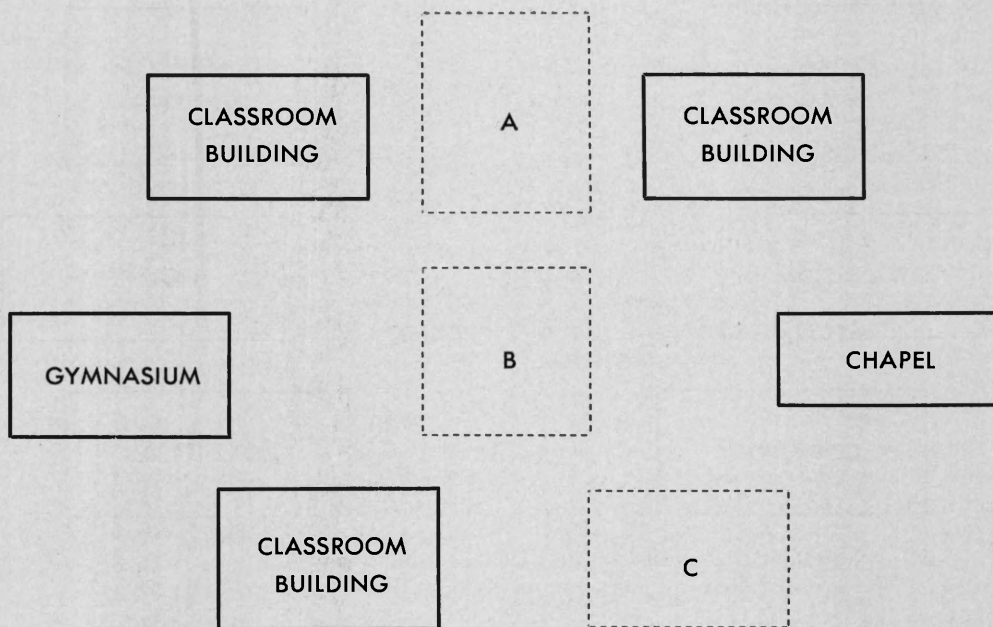 CLASSROOM
BUILDING
A
CLASSROOM
BUILDING
GYMNASIUM
B
CHAPEL
CLASSROOM
BUILDING
C